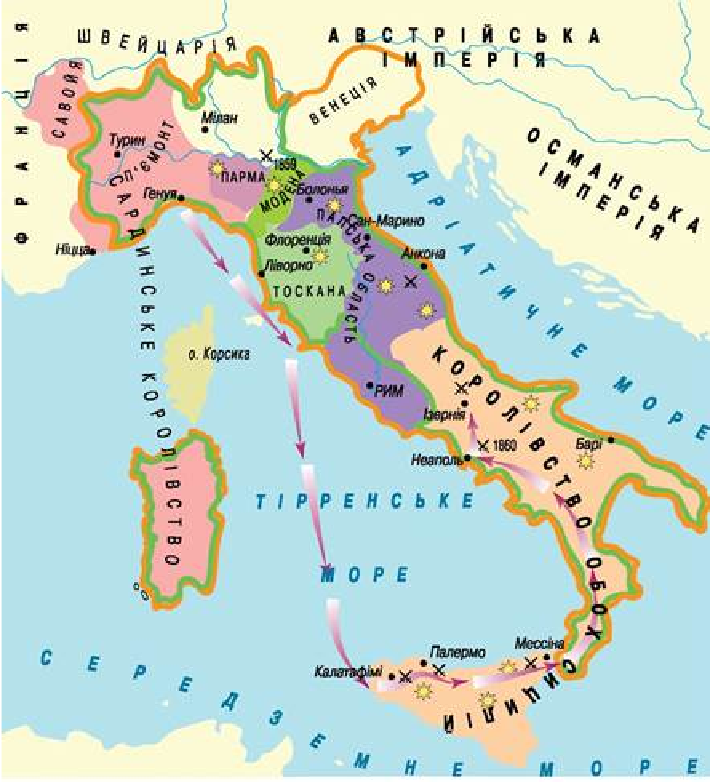 ШВЕЙЦАРІЯ
АВСТРІЙСЬКА
ІМПЕРІЯ
ФРАНЦІЯ
САВОЙЯ
ВЕНЕЦІЯ
Мілан
Турин
П'ЄМОНТ
ОСМАНСЬКА
ІМПЕРІЯ
1859
ПАРМА
МОДЕНА
Болонья
Генуя
ПАПСЬКА ОБЛАСТЬ
Сан-Марино
Ніцца
Флоренція
Ліворно
Анкона
ТОСКАНА
АДРІАТИЧНЕ МОРЕ
САРДИНСЬКЕ КОРОЛІВСТВО
о. Корсика
РИМ
КОРОЛІВСТВО ОБОХ СИЦИЛІЙ
Ізернія
1860
Барі
Неаполь
ТІРРЕНСЬКЕ
МОРЕ
Мессіна
Палермо
Калатафімі
СЕРЕДЗЕМНЕ МОРЕ